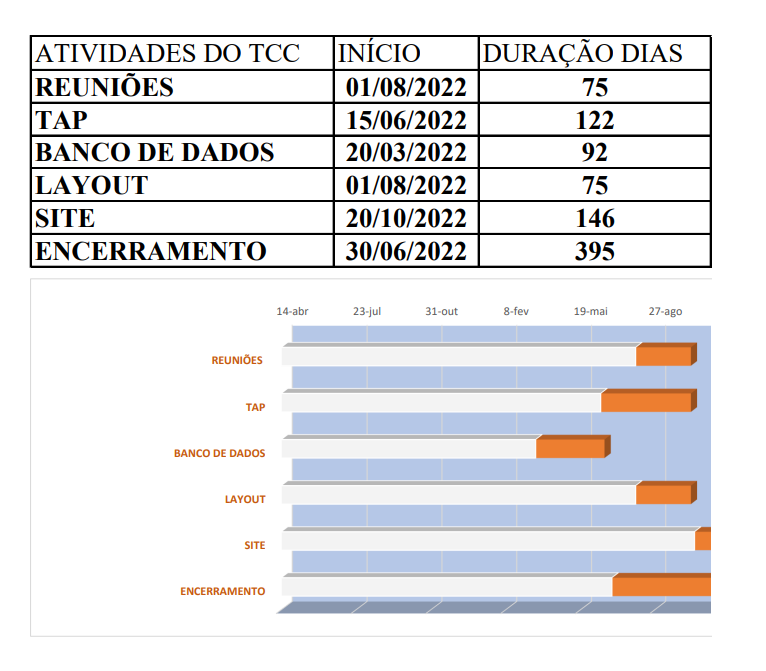 ATIVIDADES DO TCC INÍCIO DURAÇÃO DIAS
REUNIÕES 01/08/2022 75
TAP 15/06/2022 122
BANCO DE DADOS 20/03/2022 92
LAYOUT 01/08/2022 75
SITE 20/10/2022 146
ENCERRAMENTO 30/06/2022 395
14-abr 23-jul 31-out 8-fev 19-mai 27-ago
REUNIÕES
TAP
BANCO DE DADOS
LAYOUT
SITE
ENCERRAMENTO